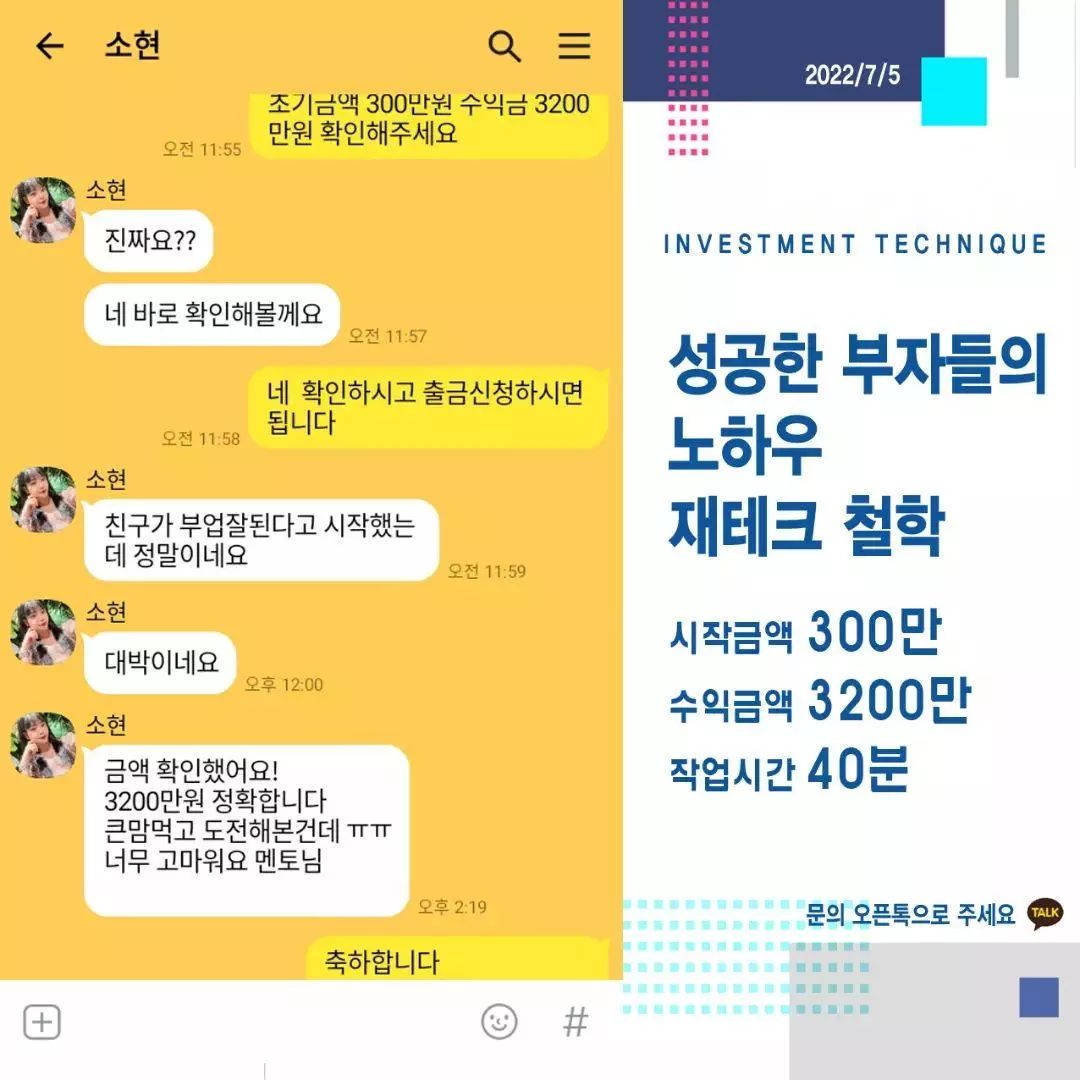 소현
초기금액 300만원 수익금 3200
만원 확인해주세요
오전 11:55
소현
진짜요??
네 바로 확인해볼께요
오전 11:57
네 확인하시고 출금신청하시면
됩니다
오전 11:58
소현
친구가 부업잘된다고 시작했는
데 정말이네요
오전 11:59
소현
대박이네요
오후 12:00
소현
금액 확인했어요!
3200만원 정확합니다
큰맘먹고 도전해본건데 ㅠㅠ
너무 고마워요 멘토님
오후 2:19
축하합니다
#
2022/7/5
INVESTMENT TECHNIQUE
성공한 부자들의
노하우
재테크 철학
시작금액 300만
수익금액 3200만
작업시간 40분
문의 오픈톡으로 주세요 TALK